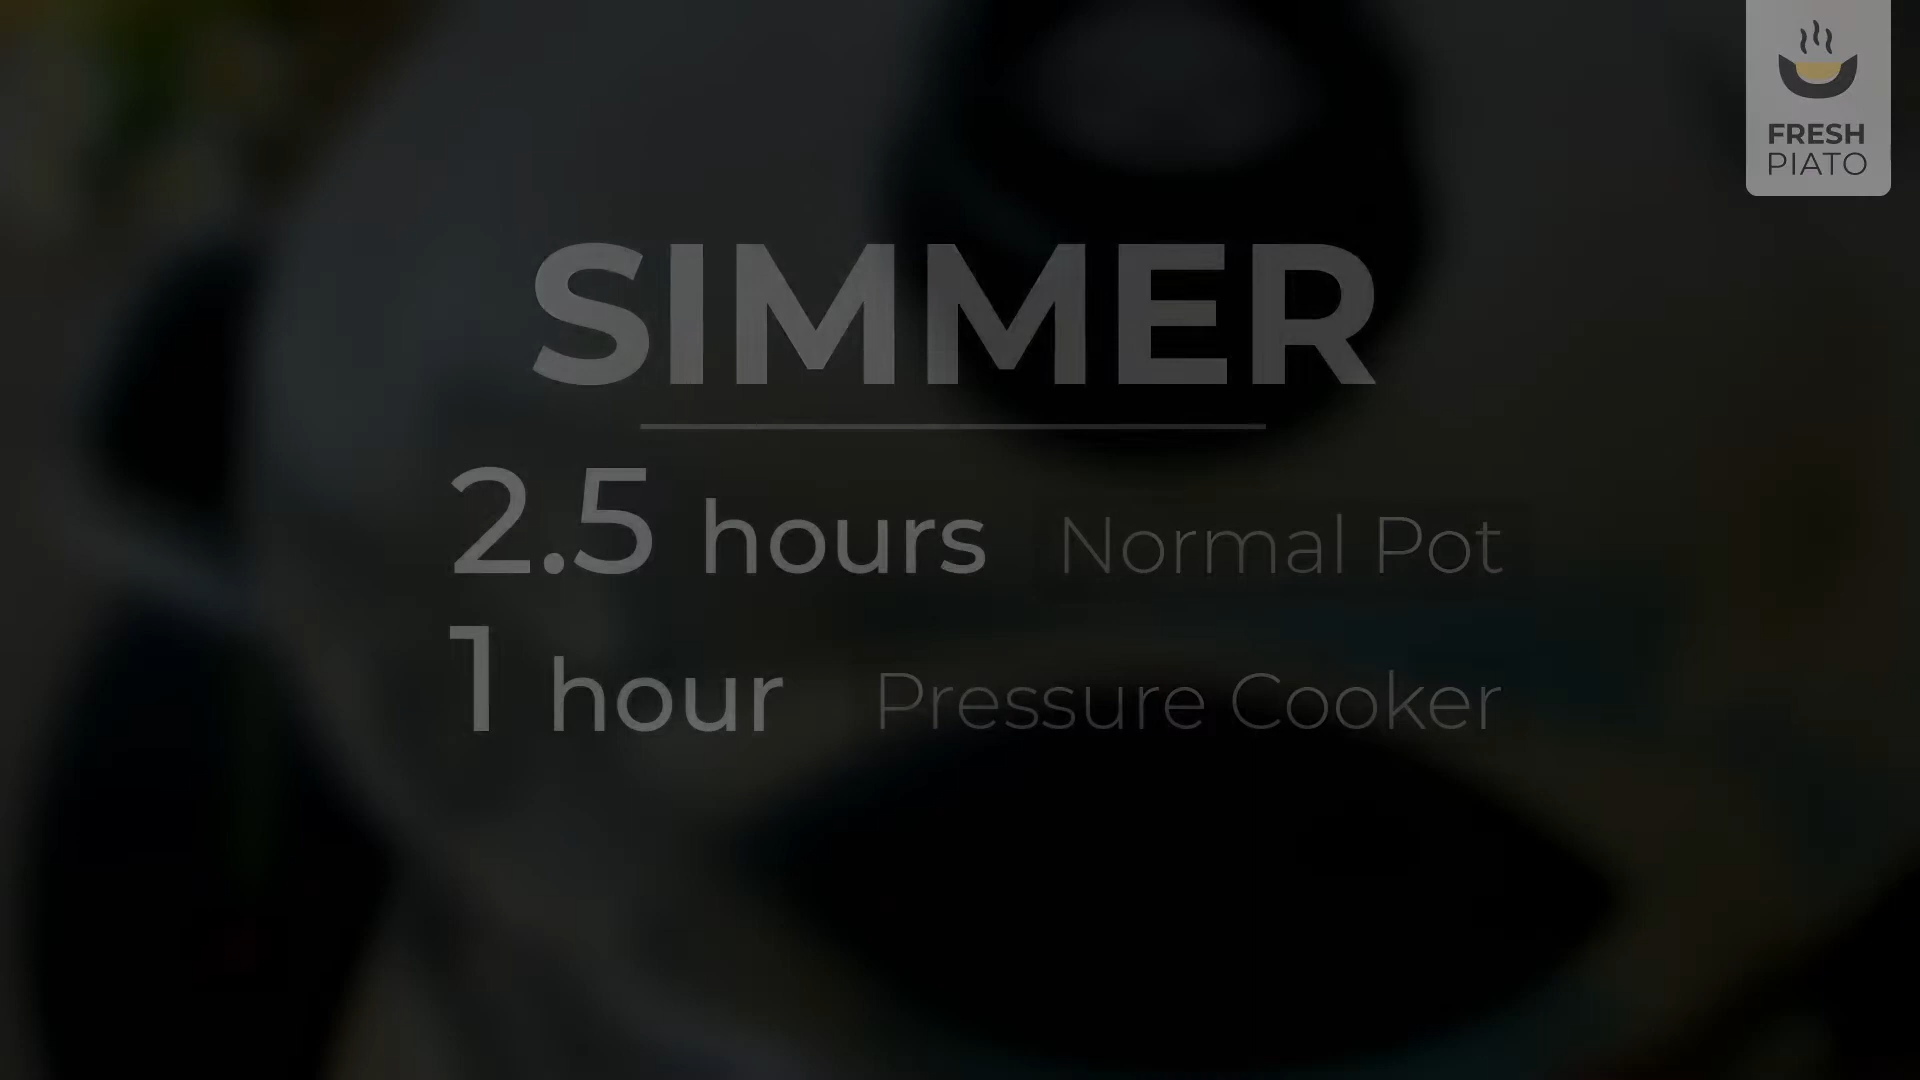 FRESH
PIATO
SIMMER
2.5 hours Normal Pot
1 hour Pressure Cooker